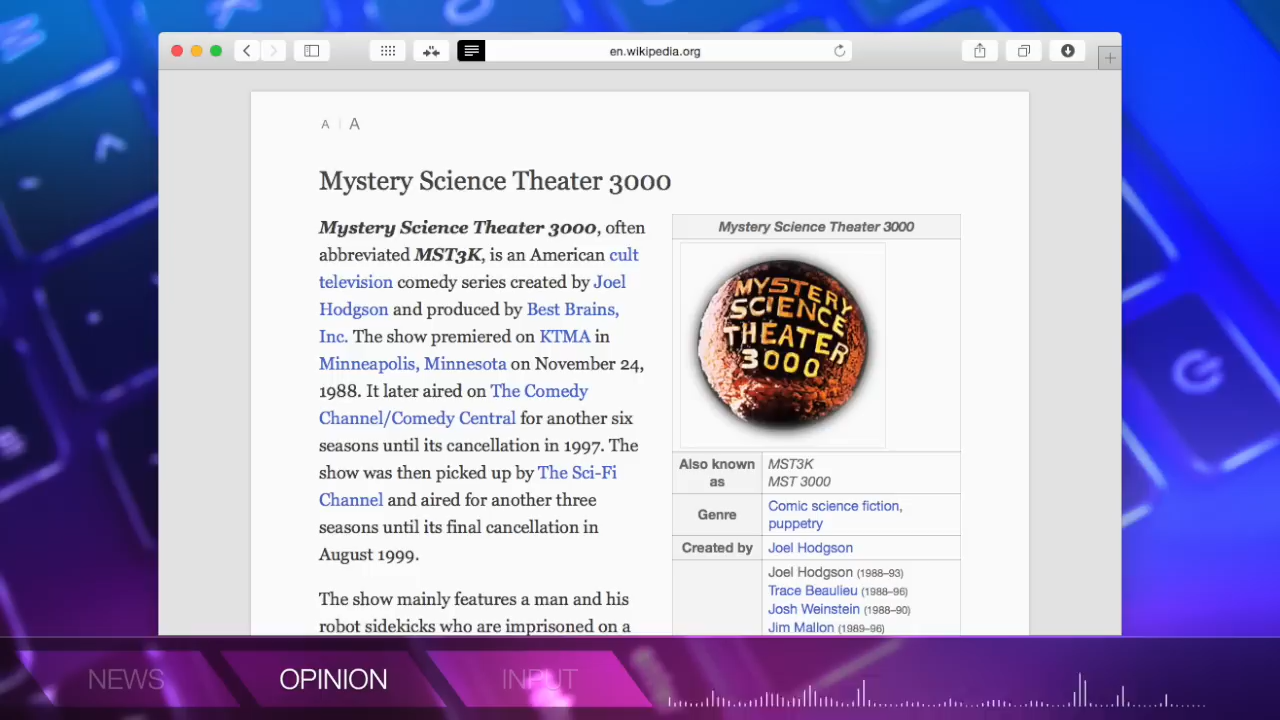 en.wikipedia.org
A A
Mystery Science Theater 3000
Mystery Science Theater 3000, often
abbreviated MST3K, is an American cult
television comedy series created by Joel
Hodgson and produced by Best Brains,
Inc. The show premiered on KTMA in
Minneapolis, Minnesota on November 24,
1988. It later aired on The Comedy
Channel/Comedy Central for another six
seasons until its cancellation in 1997. The
show was then picked up by The Sci-Fi
Channel and aired for another three
seasons until its final cancellation in
August 1999.
The show mainly features a man and his
robot sidekicks who are imprisoned on a
Mystery Science Theater 3000
MYSTERY
SCIENCE
THEATER
3000
Also known as
MST3K
MST 3000
Genre
Comic science fiction,
puppetry
Created by
Joel Hodgson
Joel Hodgson (1988–93)
Trace Beaulieu (1988–96)
Josh Weinstein (1988–90)
Jim Mallon (1989–96)
NEWS
OPINION
INPUT
G